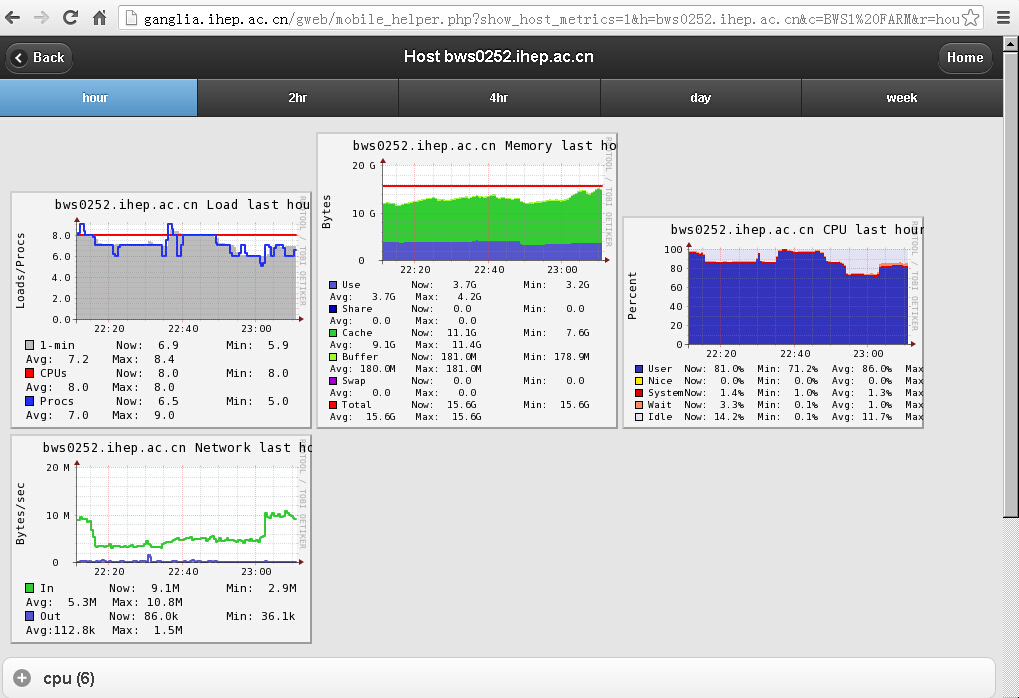 ganglia.ihep.ac.cn/gweb/mobile_helper.php?show_host_metrics=1&h=bws0252.ihep.ac.cn&c=BWS1%20FARM&r=hou
Back
Host bws0252.ihep.ac.cn
Home
hour 2hr 4hr day week
bws0252.ihep.ac.cn Load last hou
RRDTOOL / TOBI OETIKER
Loads/Procs
8.0
6.0
4.0
2.0
0.0
22:20 22:40 23:00
1-min Now: 6.9 Min: 5.9
Avg: 7.2 Max: 8.4
CPUs Now: 8.0 Min: 8.0
Avg: 8.0 Max: 8.0
Procs Now: 6.5 Min: 5.0
Avg: 7.0 Max: 9.0
bws0252.ihep.ac.cn Memory last ho
RRDTOOL / TOBI OETIKER
Bytes
20 G
10 G
0
22:20 22:40 23:00
Use Now: 3.7G Min: 3.2G
Avg: 3.7G Max: 4.2G
Share Now: 0.0 Min: 0.0
Avg: 0.0 Max: 0.0
Cache Now: 11.1G Min: 7.6G
Avg: 9.1G Max: 11.4G
Buffer Now: 181.0M Min: 178.9M
Avg: 180.0M Max: 181.0M
Swap Now: 0.0 Min: 0.0
Avg: 0.0 Max: 0.0
Total Now: 15.6G Min: 15.6G
Avg: 15.6G Max: 15.6G
bws0252.ihep.ac.cn CPU last hour
RRDTOOL / TOBI OETIKER
Percent
100
80
60
40
20
0
22:20 22:40 23:00
User Now: 81.0% Min: 71.2% Avg: 86.0% Max
Nice Now: 0.0% Min: 0.0% Avg: 0.0% Max
System Now: 1.4% Min: 1.0% Avg: 1.3% Max
Wait Now: 3.3% Min: 0.1% Avg: 1.0% Max
Idle Now: 14.2% Min: 0.1% Avg: 11.7% Max
bws0252.ihep.ac.cn Network last ho
RRDTOOL / TOBI OETIKER
Bytes/sec
20 M
10 M
0
22:20 22:40 23:00
In Now: 9.1M Min: 2.9M
Avg: 5.3M Max: 10.8M
Out Now: 86.0k Min: 36.1k
Avg:112.8k Max: 1.5M
cpu (6)